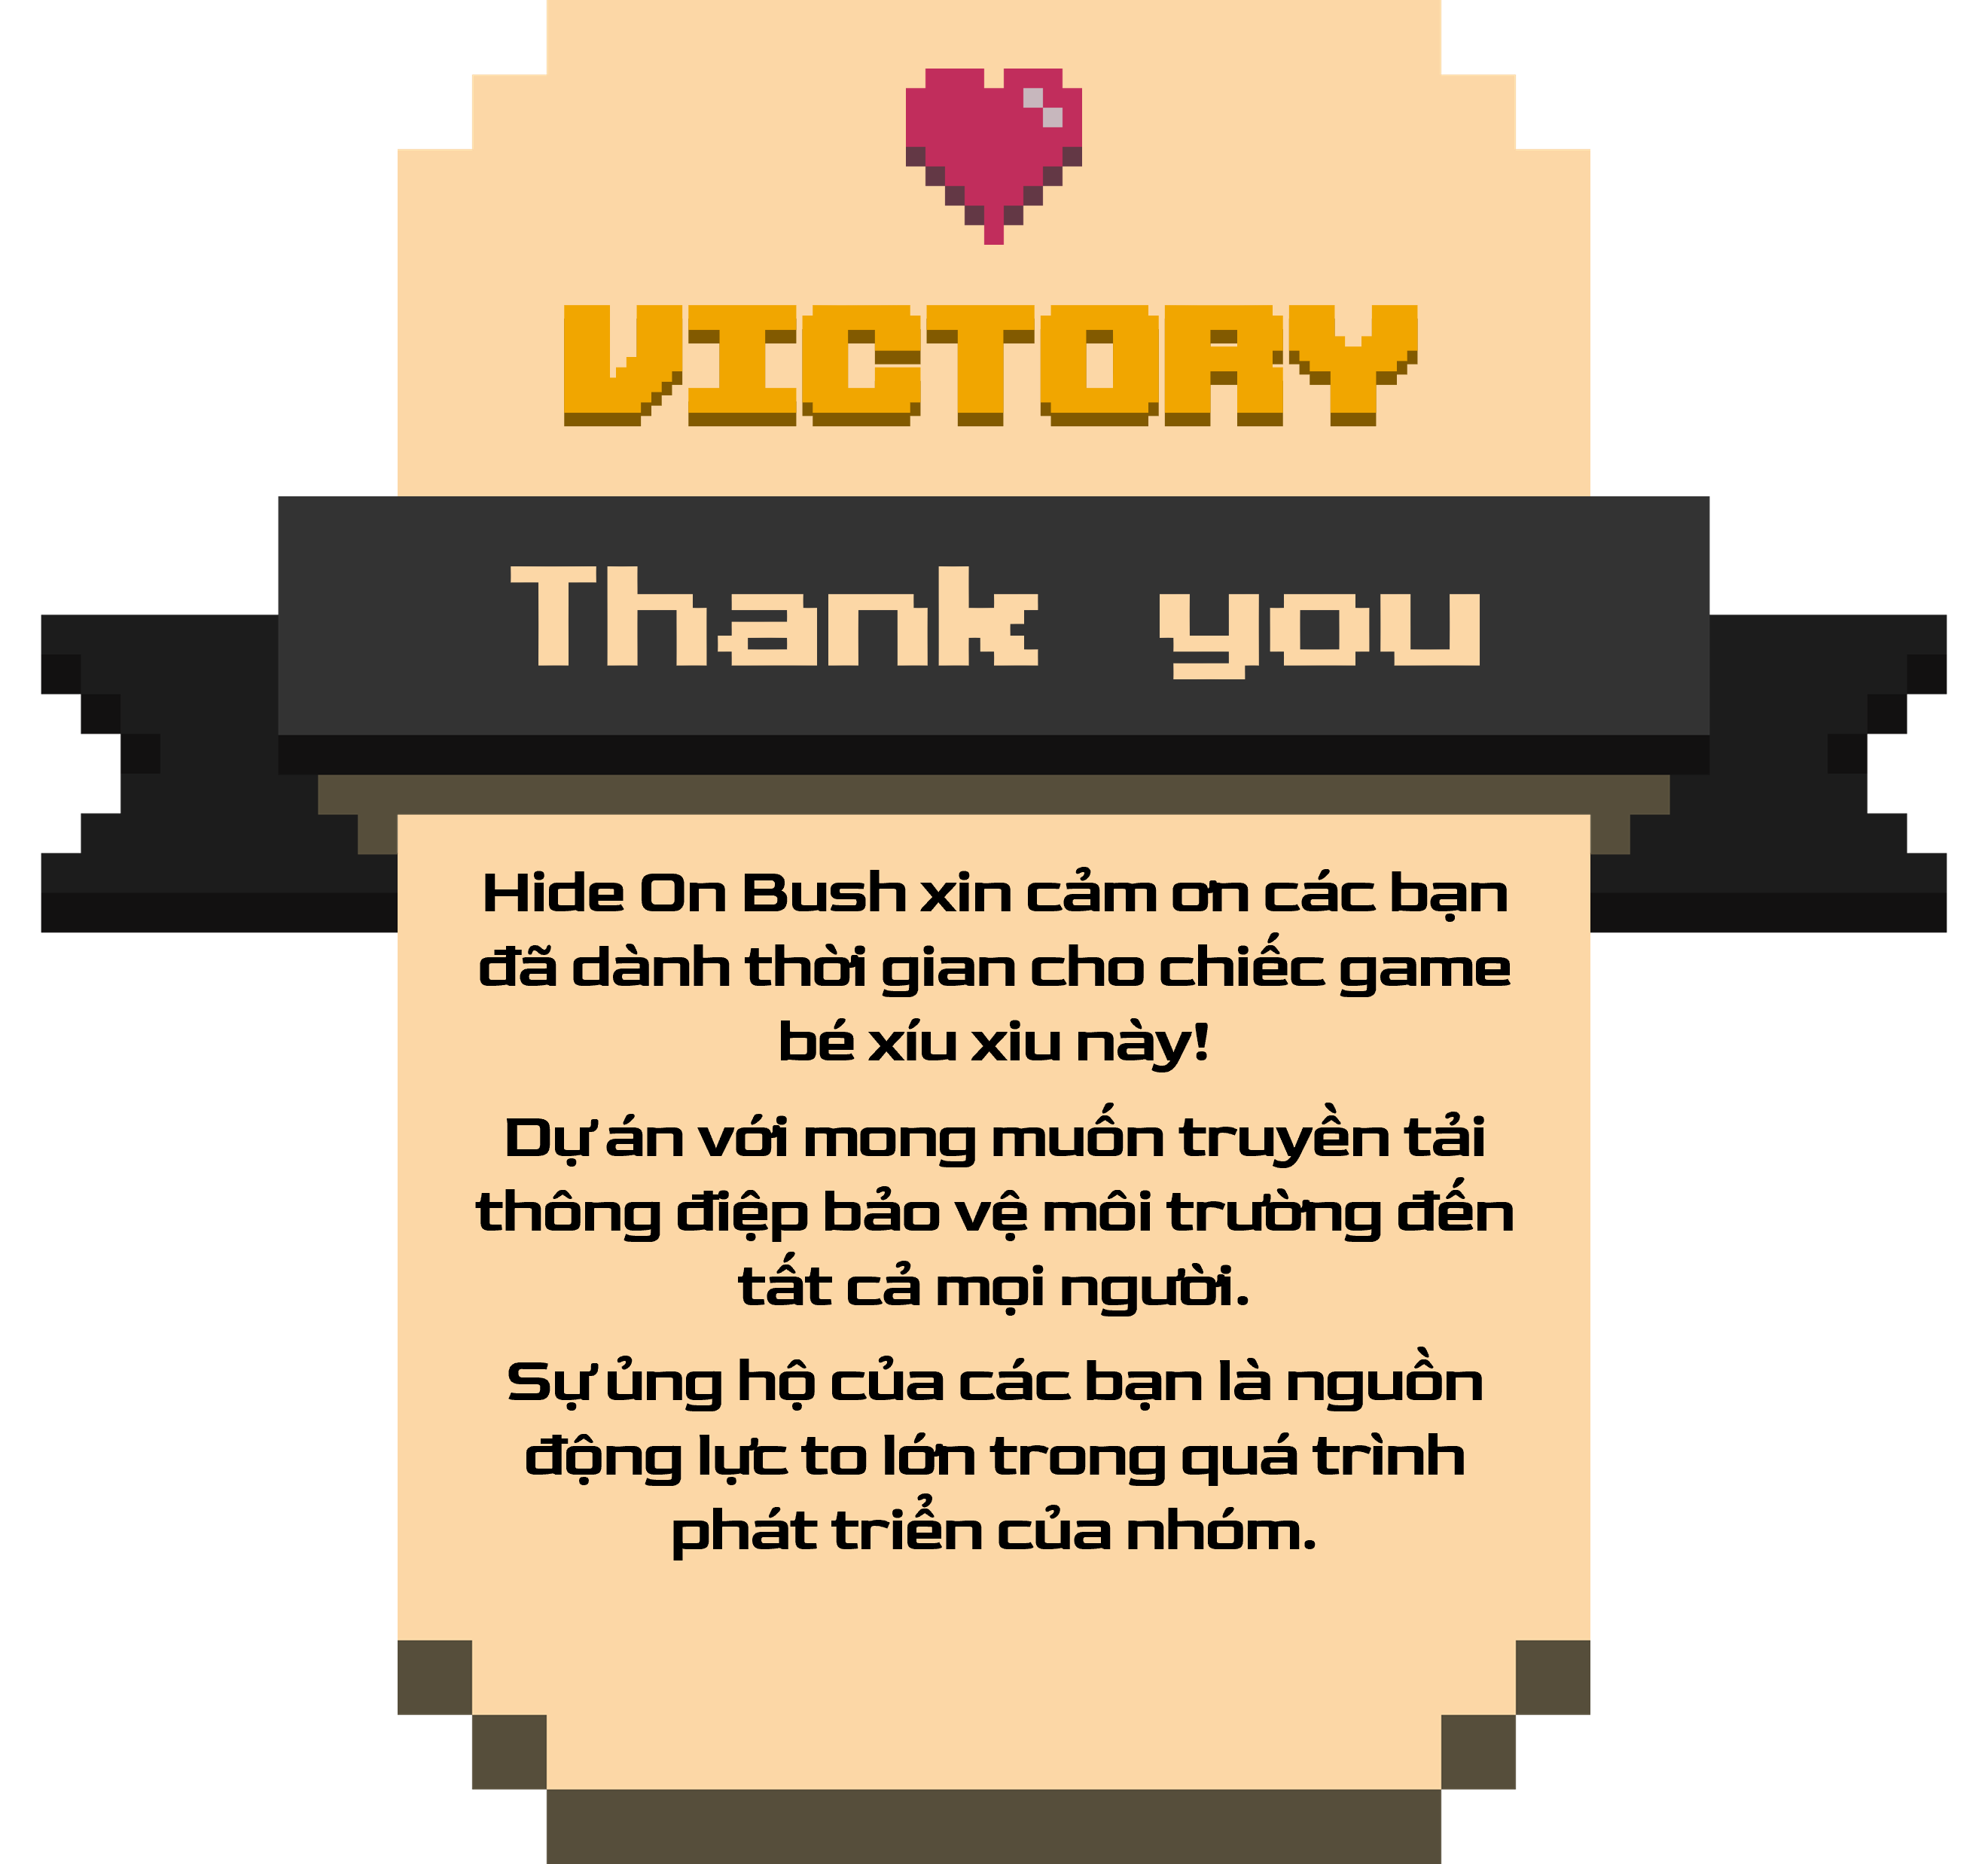 VICTORY
Thank you
Hide On Bush xin cảm ơn các bạn
đã dành thời gian cho chiếc game
bé xíu xiu này!
Dự án với mong muốn truyền tải
thông điệp bảo vệ môi trường đến
tất cả mọi người.
Sự ủng hộ của các bạn là nguồn
động lực to lớn trong quá trình
phát triển của nhóm.